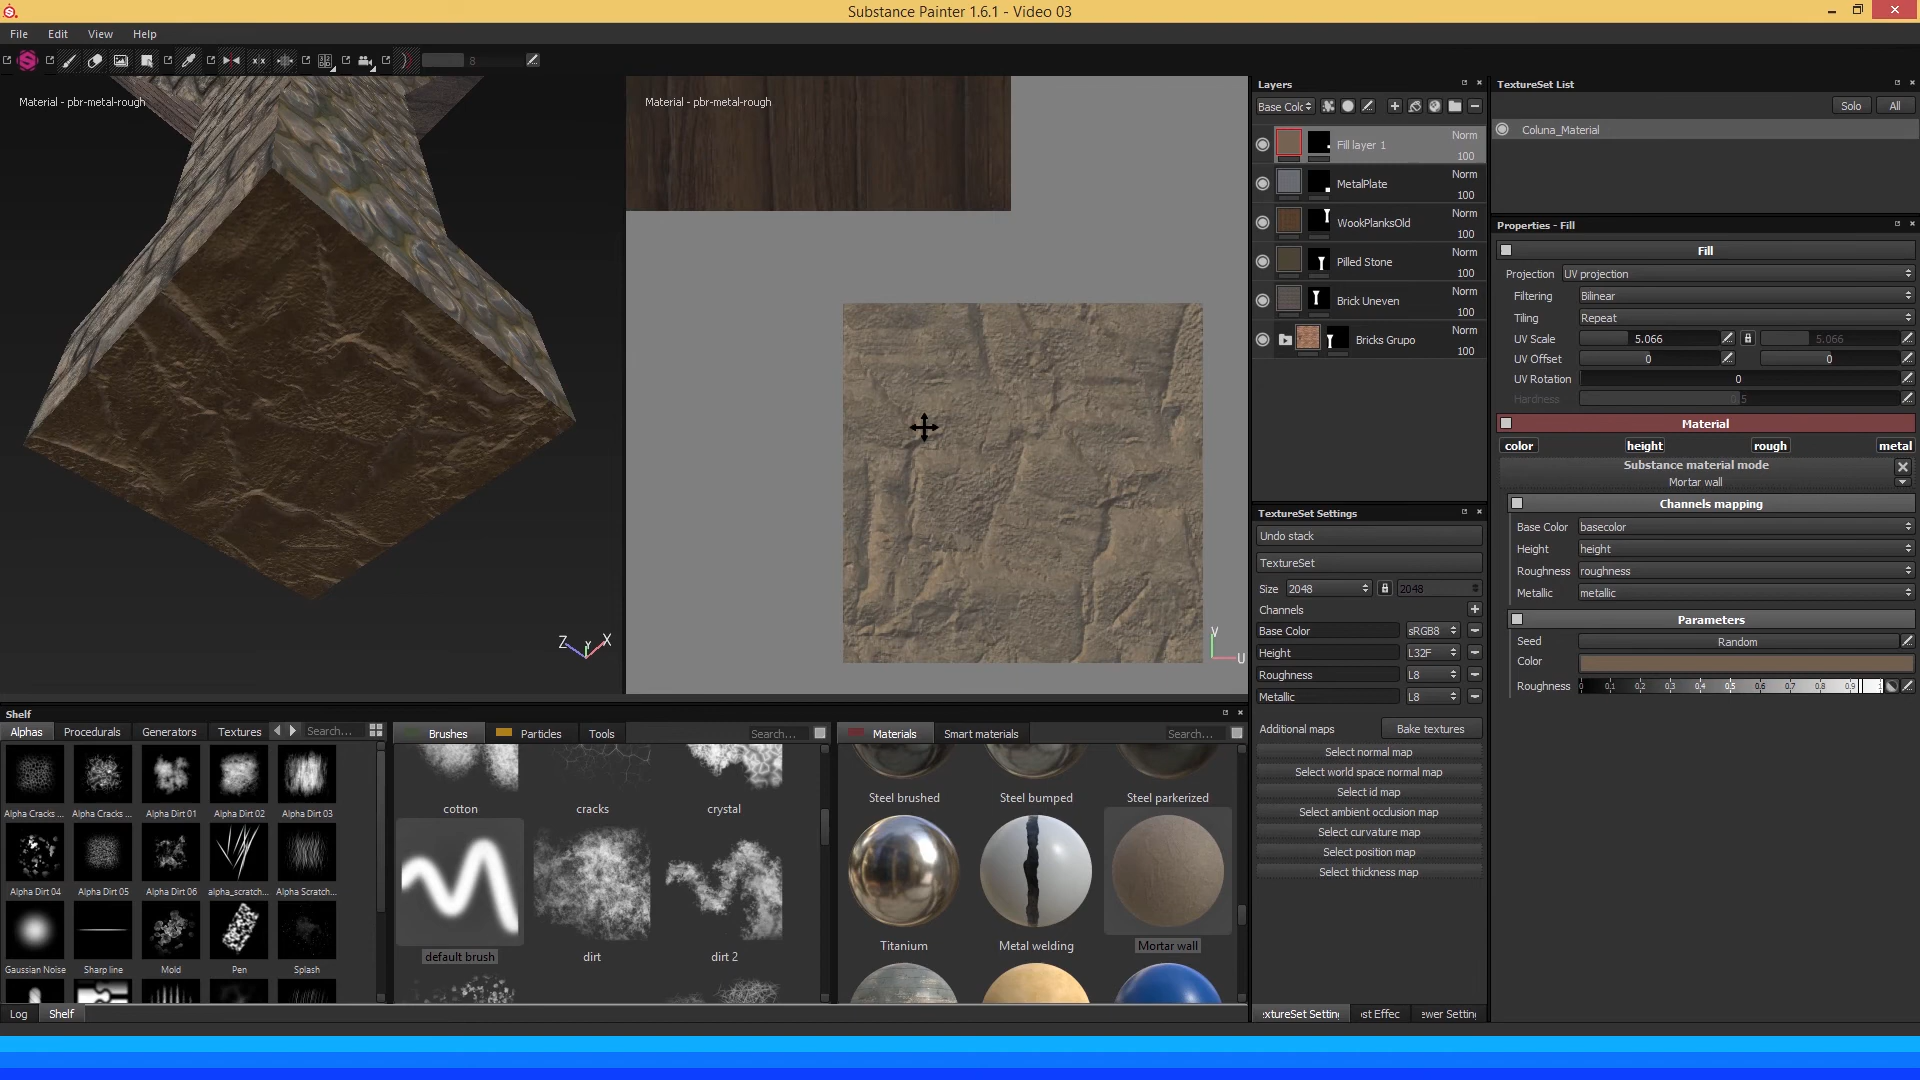 Substance Painter 1.6.1 - Video 03
File Edit View Help
8
Material - pbr-metal-rough
Material - pbr-metal-rough
Z Y X
V
U
Layers
Base Colc
Fill layer 1 Norm 100
MetalPlate Norm 100
WookPlanksOld Norm 100
Pilled Stone Norm 100
Brick Uneven Norm 100
Bricks Grupo Norm 100
TextureSet Settings
Undo stack
TextureSet
Size 2048 2048
Channels
Base Color sRGB8
Height L32F
Roughness L8
Metallic L8
Additional maps Bake textures
Select normal map
Select world space normal map
Select id map
Select ambient occlusion map
Select curvature map
Select position map
Select thickness map
extureSet Setting ost Effec ewer Settin
TextureSet List
Solo All
Coluna_Material
Properties - Fill
Fill
Projection UV projection
Filtering Bilinear
Tiling Repeat
UV Scale 5.066 5.066
UV Offset 0 0
UV Rotation 0
Hardness 0.5
Material
color height rough metal
Substance material mode
Mortar wall
Channels mapping
Base Color basecolor
Height height
Roughness roughness
Metallic metallic
Parameters
Seed Random
Color
Roughness 0 0.1 0.2 0.3 0.4 0.5 0.6 0.7 0.8 0.9 1
Shelf
Alphas Procedurals Generators Textures Search...
Alpha Cracks ... Alpha Cracks ... Alpha Dirt 01 Alpha Dirt 02 Alpha Dirt 03
Alpha Dirt 04 Alpha Dirt 05 Alpha Dirt 06 alpha_scratch... Alpha Scratch...
Gaussian Noise Sharp line Mold Pen Splash
Brushes Particles Tools Search...
cotton cracks crystal
default brush dirt dirt 2
Materials Smart materials Search...
Steel brushed Steel bumped Steel parkerized
Titanium Metal welding Mortar wall
Log Shelf